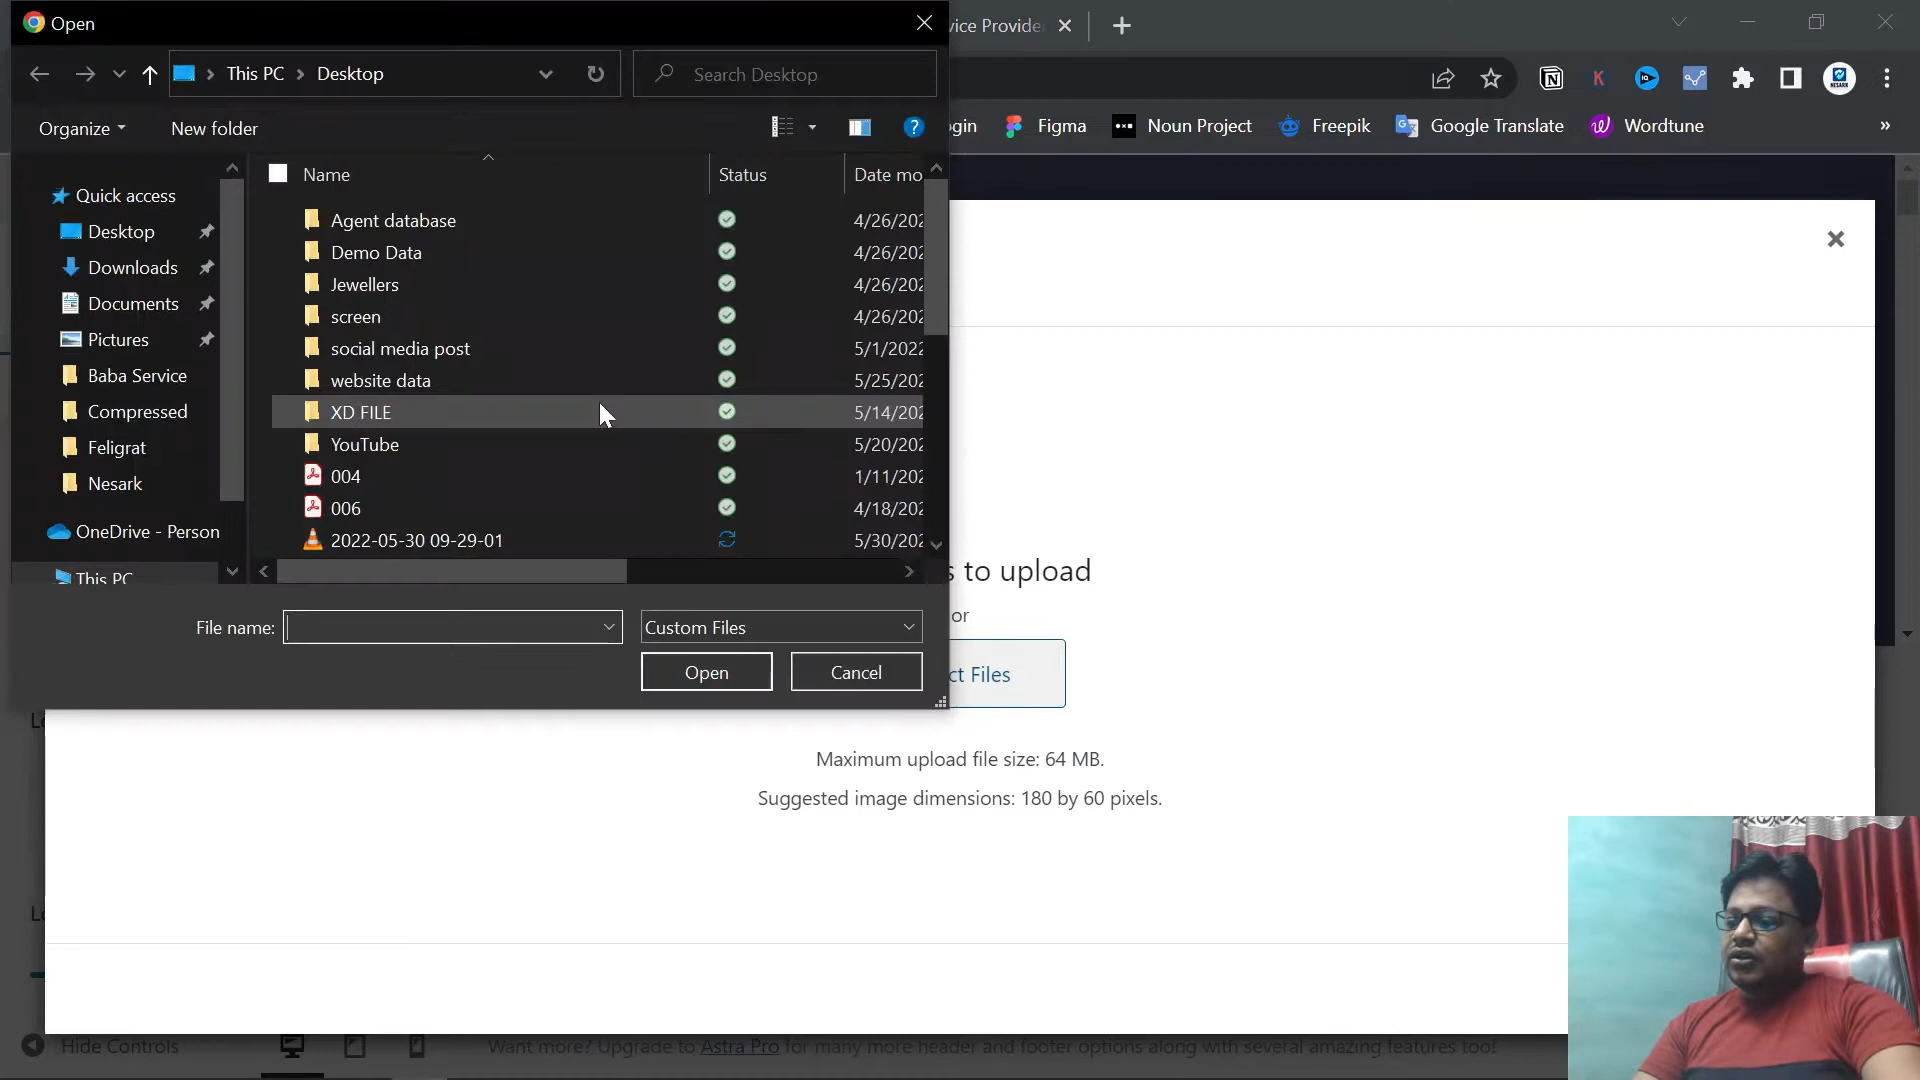 Open
vice Provide
This PC
Desktop
Search Desktop
Organize
New folder
ogin
Figma
Noun Project
Freepik
Google Translate
Wordtune
»
Name
Status
Date mo
Quick access
Desktop
Downloads
Documents
Pictures
Baba Service
Compressed
Feligrat
Nesark
OneDrive - Person
This PC
Agent database
4/26/202
Demo Data
4/26/202
Jewellers
4/26/202
screen
4/26/202
social media post
5/1/2022
website data
5/25/202
XD FILE
5/14/202
YouTube
5/20/202
004
1/11/202
006
4/18/202
2022-05-30 09-29-01
5/30/202
File name:
Custom Files
Open
Cancel
s to upload
or
ct Files
Maximum upload file size: 64 MB.
Suggested image dimensions: 180 by 60 pixels.
Hide Controls
Want more? Upgrade to Astra Pro for many more header and footer options along with several amazing features too!